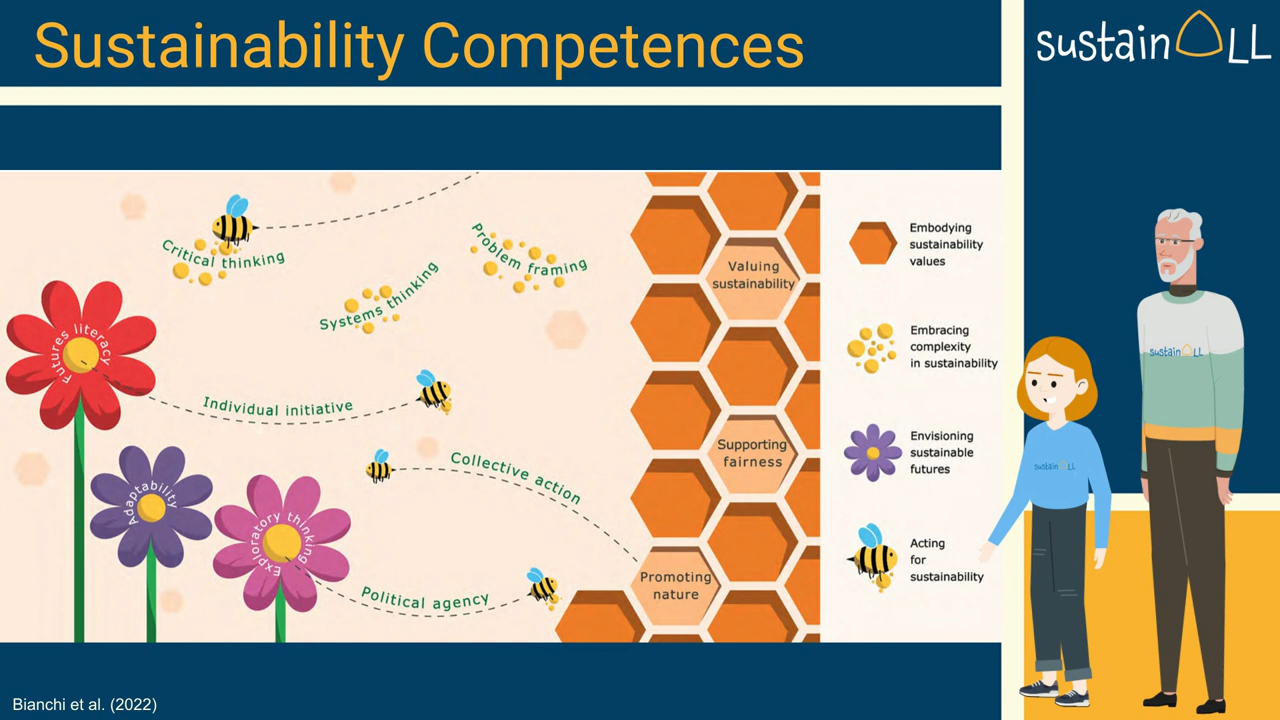 Sustainability Competences
sustainALL
Critical thinking
Problem framing
Systems thinking
Futures literacy
Individual initiative
Adaptability
Exploratory thinking
Collective action
Political agency
Valuing
sustainability
Supporting
fairness
Promoting
nature
Embodying
sustainability
values
Embracing
complexity
in sustainability
Envisioning
sustainable
futures
Acting
for
sustainability
sustainALL
sustainALL
Bianchi et al. (2022)